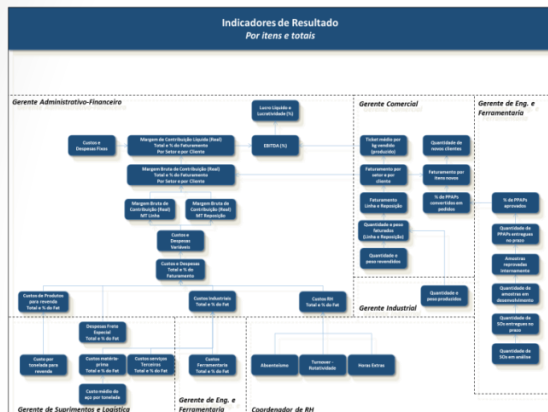 Indicadores de Resultado
Por itens e totais
Gerente Administrativo-Financeiro
Gerente Comercial
Gerente de Eng. e
Ferramentaria
Lucro Líquido e
Lucratividade (%)
Custos e
Despesas Fixas
Margem de Contribuição Líquida (Real)
Total e % do Faturamento
Por Setor e por Cliente
EBITDA (%)
Ticket médio por
kg vendido
(produzido)
Quantidade de
novos clientes
Margem Bruta de Contribuição (Real)
Total e % do Faturamento
Por Setor e por Cliente
Faturamento por
setor e por
cliente
Faturamento por
itens novos
Margem Bruta de
Contribuição (Real)
MT Linha
Margem Bruta de
Contribuição (Real)
MT Reposição
Faturamento
Linha x Reposição
% do PPAPs
convertidos em
pedidos
% do PPAPs
aprovados
Custos e
Despesas
Variáveis
Quantidade e peso
faturados
(Linha x Reposição)
Quantidade de
PPAPs entregues
no prazo
Custos e Despesas
Total e % do
Faturamento
Quantidade e
peso revendidos
Amostras
reprovadas
internamente
Custos de Produtos
para revenda
Total e % do Fat
Custos Industriais
Total e % do Fat
Custos RH
Total e % do Fat
Quantidade e
peso produzidos
Quantidade de
amostras em
desenvolvimento
Gerente Industrial
Despesas Frete
Especial
Total e % do Fat
Quantidade de
SDs entregues no
prazo
Custo por
tonelada para
revenda
Custos matéria-
prima
Total e % do Fat
Custos serviços
Terceiros
Total e % do Fat
Custos
Ferramentaria
Total e % do Fat
Absenteísmo
Turnover -
Rotatividade
Horas Extras
Quantidade de
SDs em análise
Custo médio do
aço por tonelada
Gerente de Suprimentos e Logística
Gerente de Eng. e
Ferramentaria
Coordenador de RH